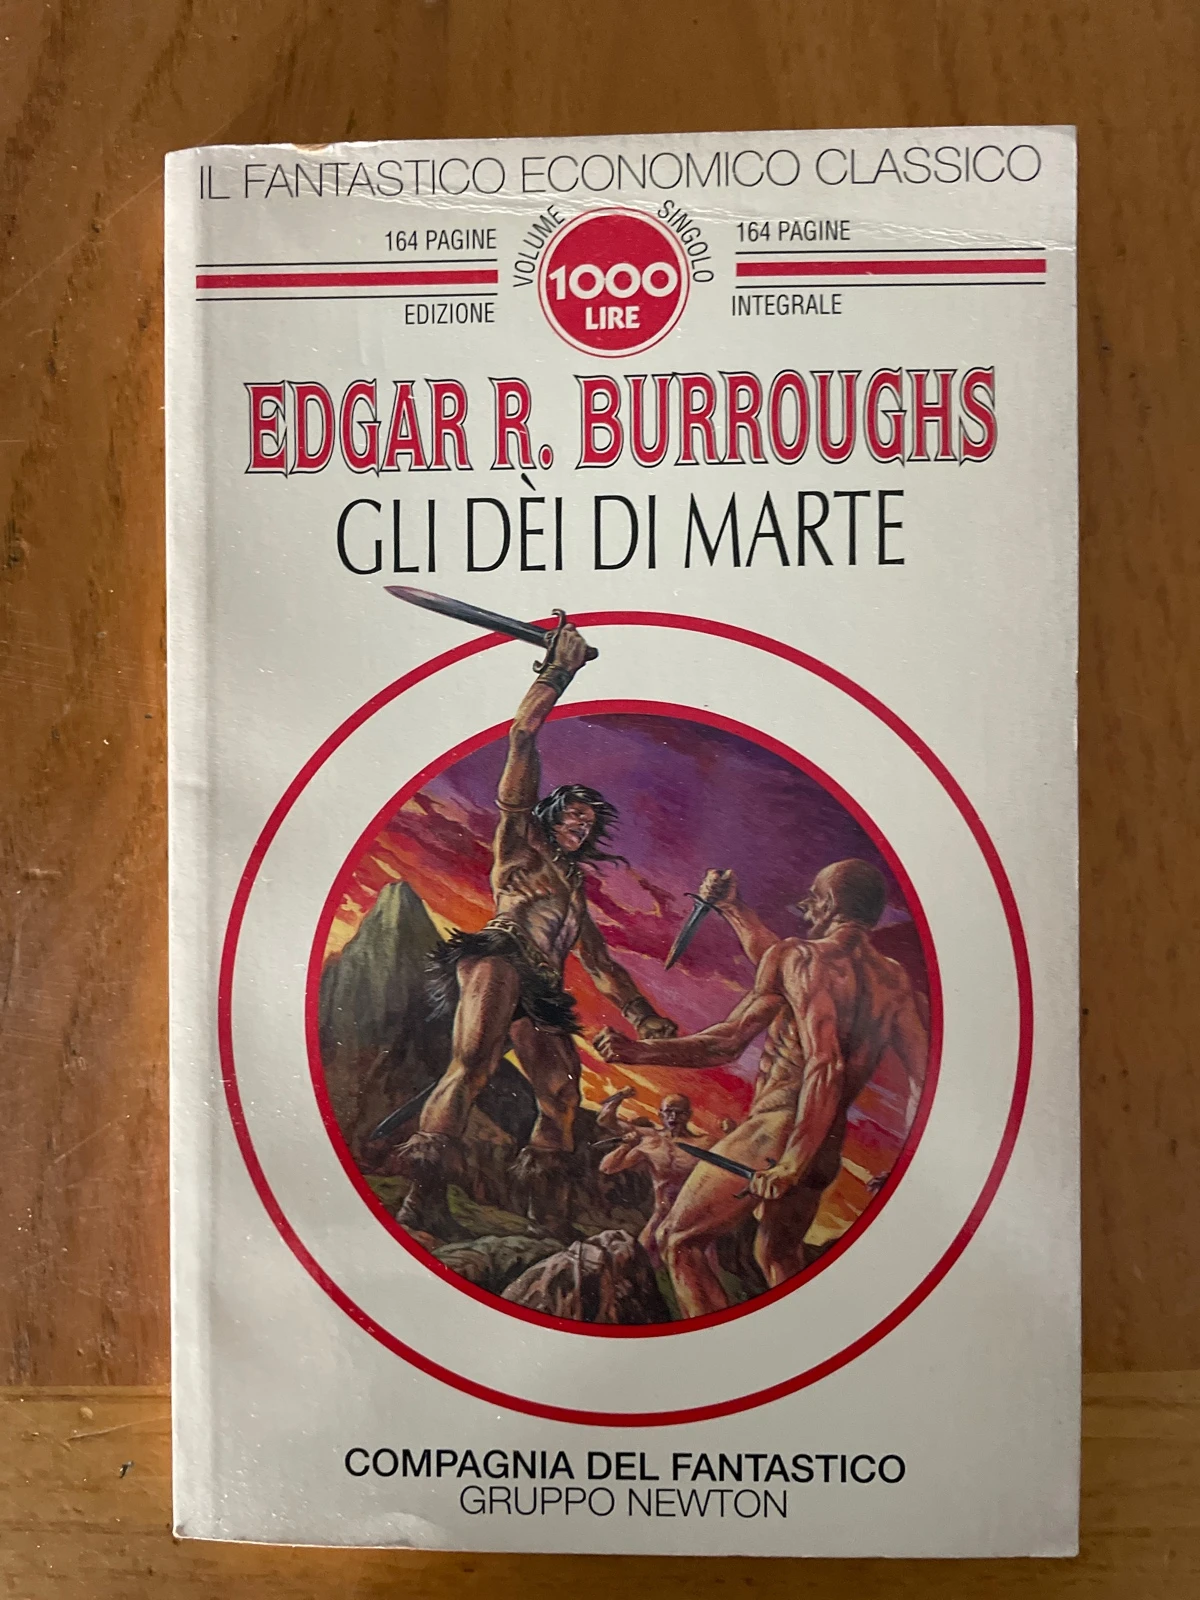 IL FANTASTICO ECONOMICO CLASSICO
164 PAGINE
EDIZIONE
VOLUME SINGOLO
1000
LIRE
164 PAGINE
INTEGRALE
EDGAR R. BURROUGHS
GLI DÈI DI MARTE
COMPAGNIA DEL FANTASTICO
GRUPPO NEWTON